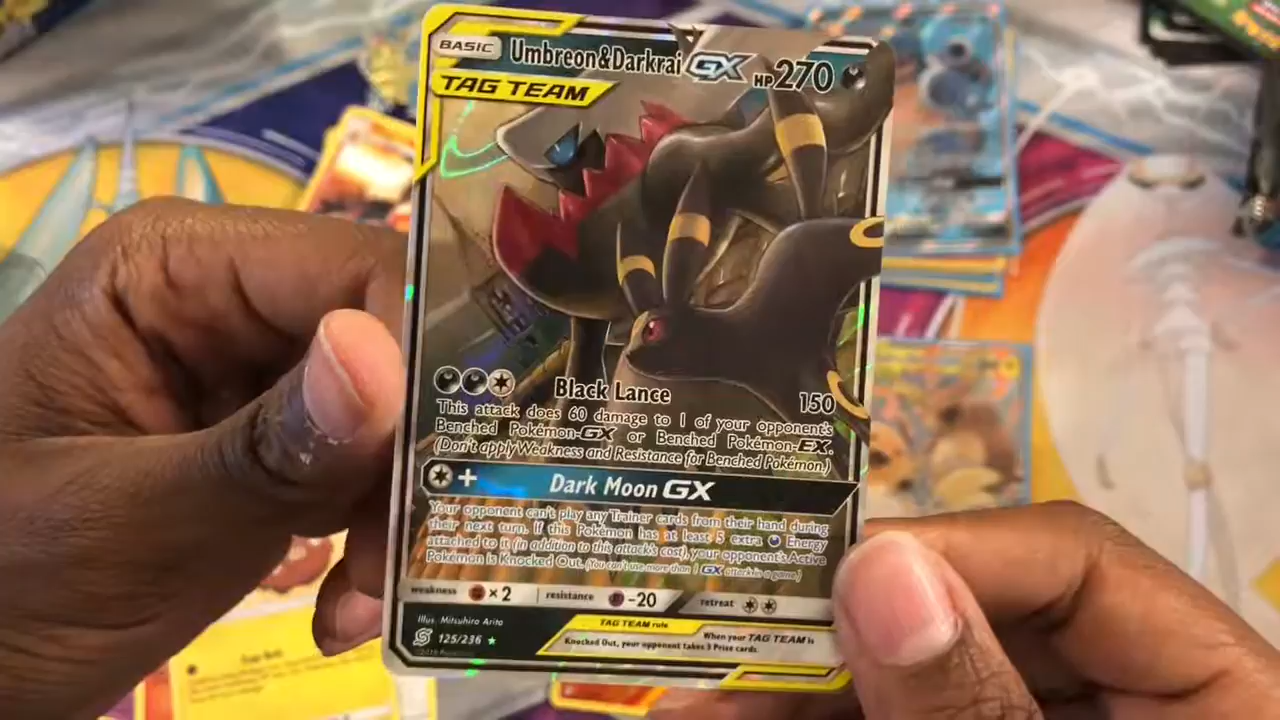 BASIC Umbreon&Darkrai GX HP 270
TAG TEAM
Black Lance 150
This attack does 60 damage to 1 of your opponent's
Benched Pokémon-GX or Benched Pokémon-EX.
(Don't apply Weakness and Resistance for Benched Pokémon.)
+ Dark Moon GX
Your opponent can't play any Trainer cards from their hand during
their next turn. If this Pokémon has at least 5 extra Energy
attached to it (in addition to this attack's cost), your opponent's Active
Pokémon is Knocked Out. (You can't use more than 1 GX attack in a game.)
weakness ×2 resistance -20 retreat
Illus. Mitsuhiro Arita
125/236
©2019 Pokémon
TAG TEAM rule
When your TAG TEAM is
Knocked Out, your opponent takes 3 Prize cards.